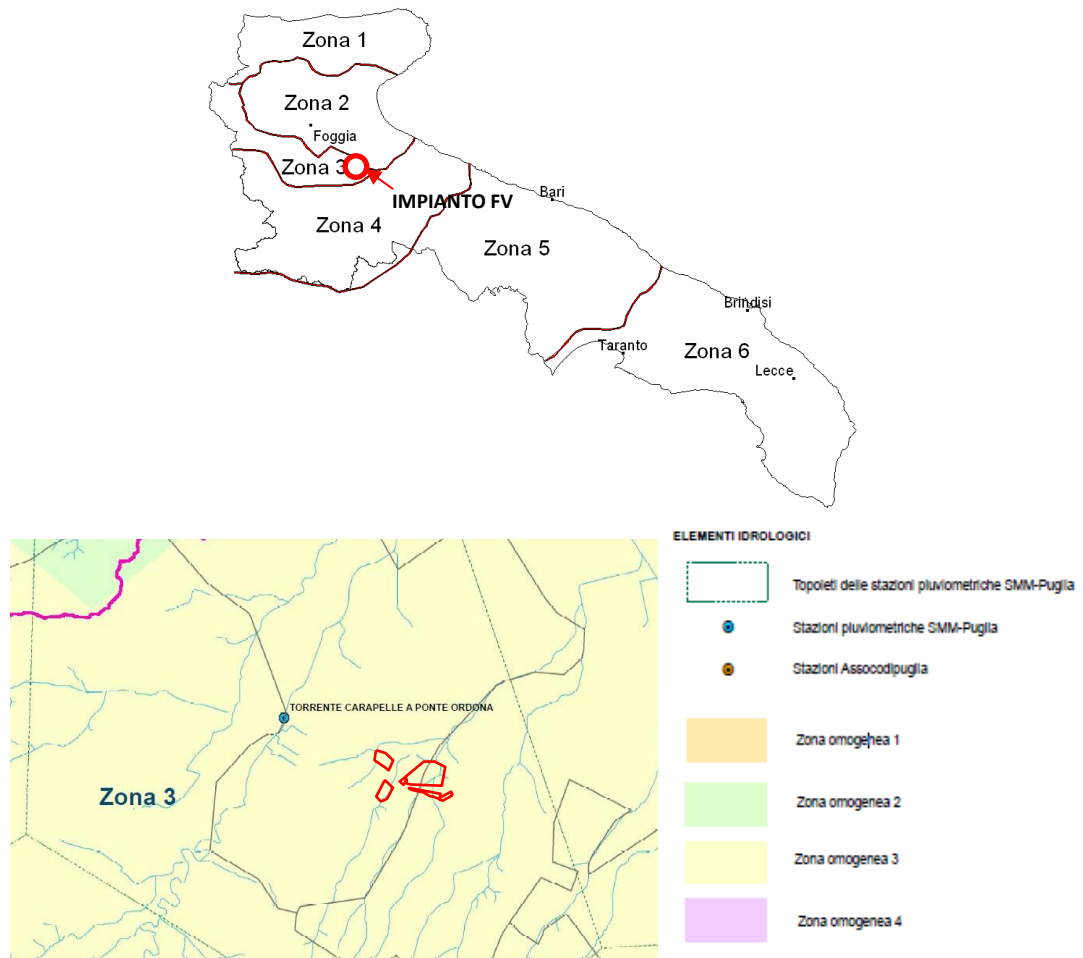 Zona 1
Zona 2
Foggia
Zona 3
IMPIANTO FV
Bari
Zona 4
Zona 5
Brindisi
Taranto
Zona 6
Lecce
ELEMENTI IDROLOGICI
Topoieti delle stazioni pluviometriche SMM-Puglia
Stazioni pluviometriche SMM-Puglia
Stazioni Assocodipuglia
TORRENTE CARAPELLE A PONTE ORDONA
Zona omogenea 1
Zona 3
Zona omogenea 2
Zona omogenea 3
Zona omogenea 4